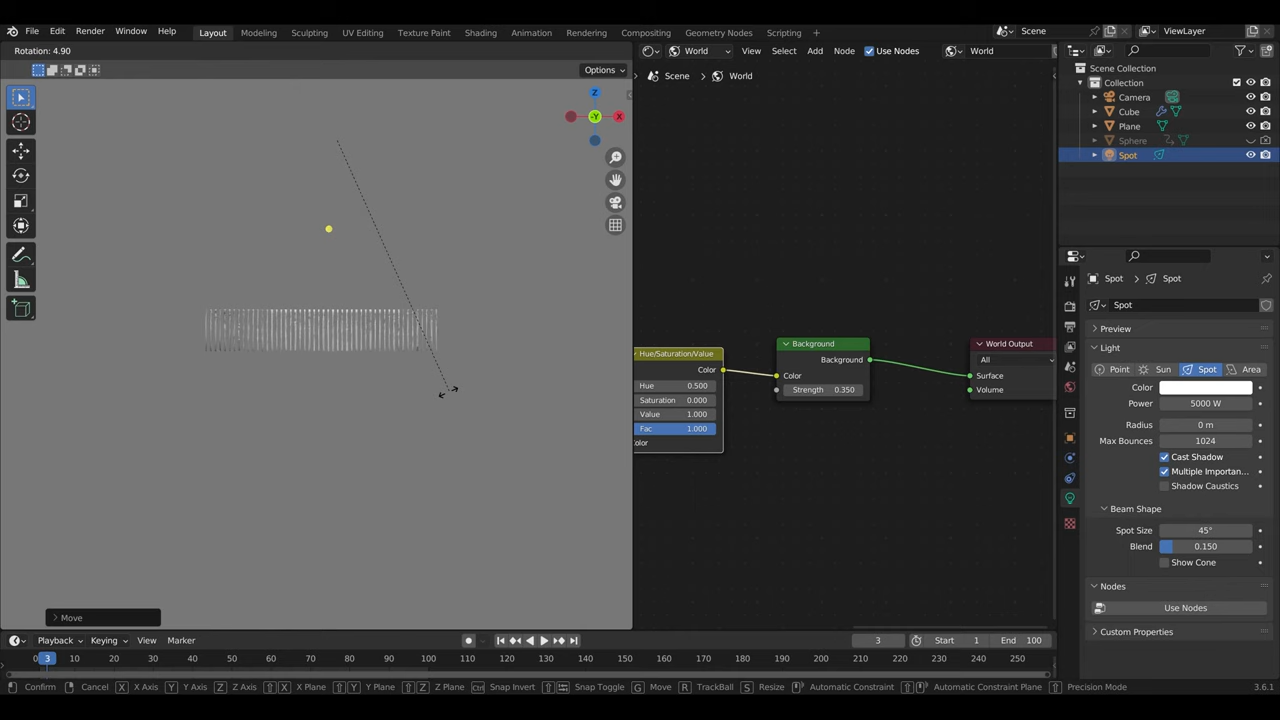 File Edit Render Window Help Layout Modeling Sculpting UV Editing Texture Paint Shading Animation Rendering Compositing Geometry Nodes Scripting + Scene ViewLayer
Rotation: 4.90
World View Select Add Node Use Nodes World
Options
Scene World
Scene Collection
Collection
Camera
Cube
Plane
Sphere
Spot
Z
-Y X
Hue/Saturation/Value
Color
Hue 0.500
Saturation 0.000
Value 1.000
Fac 1.000
olor
Background
Background
Color
Strength 0.350
World Output
All
Surface
Volume
Spot Spot
Spot
Preview
Light
Point Sun Spot Area
Color
Power 5000 W
Radius 0 m
Max Bounces 1024
Cast Shadow
Multiple Importan...
Shadow Caustics
Beam Shape
Spot Size 45°
Blend 0.150
Show Cone
Nodes
Use Nodes
Custom Properties
Move
Playback Keying View Marker 3 Start 1 End 100
0 3 10 20 30 40 50 60 70 80 90 100 110 120 130 140 150 160 170 180 190 200 210 220 230 240 250
Confirm Cancel X X Axis Y Y Axis Z Z Axis X X Plane Y Y Plane Z Z Plane Ctrl Snap Invert Snap Toggle G Move R TrackBall S Resize Automatic Constraint Automatic Constraint Plane Precision Mode 3.6.1